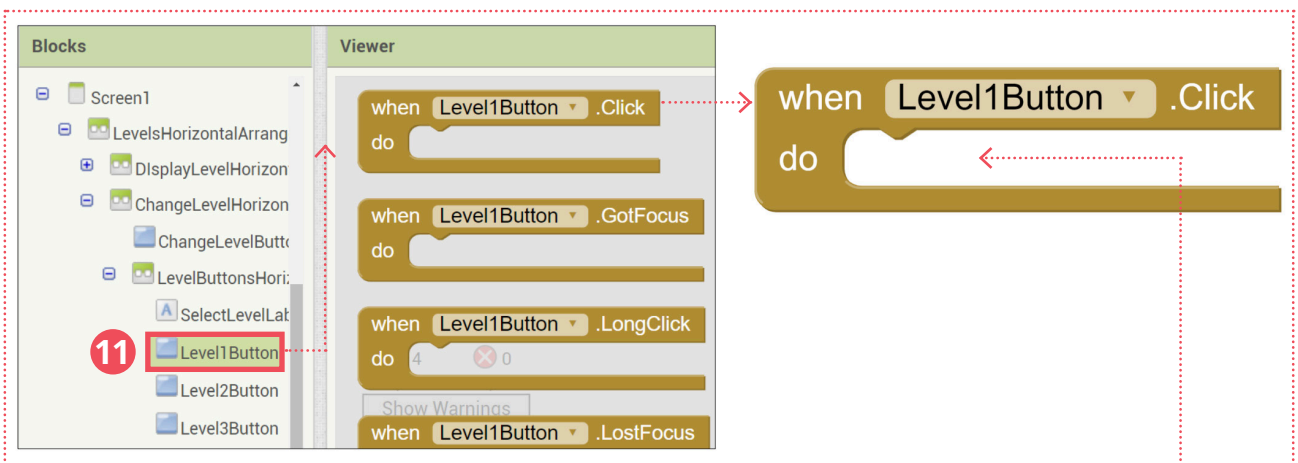 Blocks
Screen1
LevelsHorizontalArrang
DIsplayLevelHorizon
ChangeLevelHorizon
ChangeLevelButto
LevelButtonsHoriz
SelectLevelLab
11
Level1Button
Level2Button
Level3Button
Viewer
when Level1Button .Click
do
when Level1Button .GotFocus
do
when Level1Button .LongClick
do 4 0
Show Warnings
when Level1Button .LostFocus
when Level1Button .Click
do